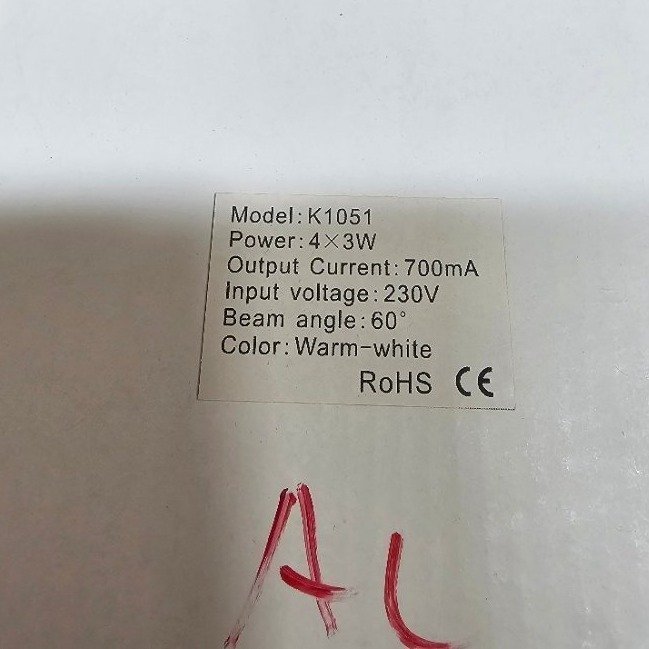 Model:K1051
Power:4×3W
Output Current:700mA
Input voltage:230V
Beam angle:60°
Color:Warm-white
RoHS CE